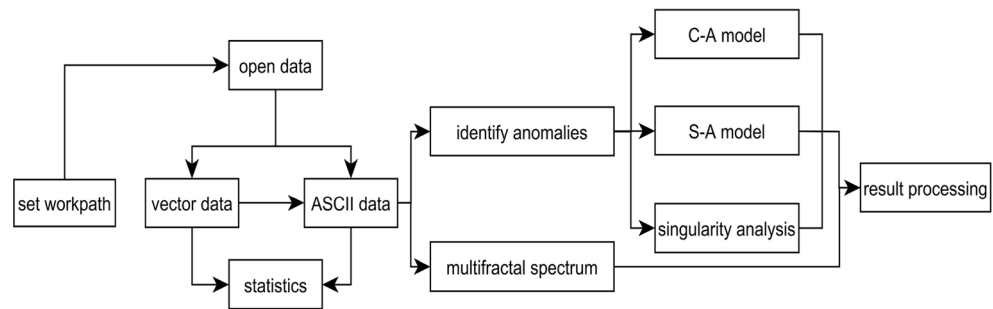 set workpath
open data
vector data
ASCII data
statistics
identify anomalies
multifractal spectrum
C-A model
S-A model
singularity analysis
result processing